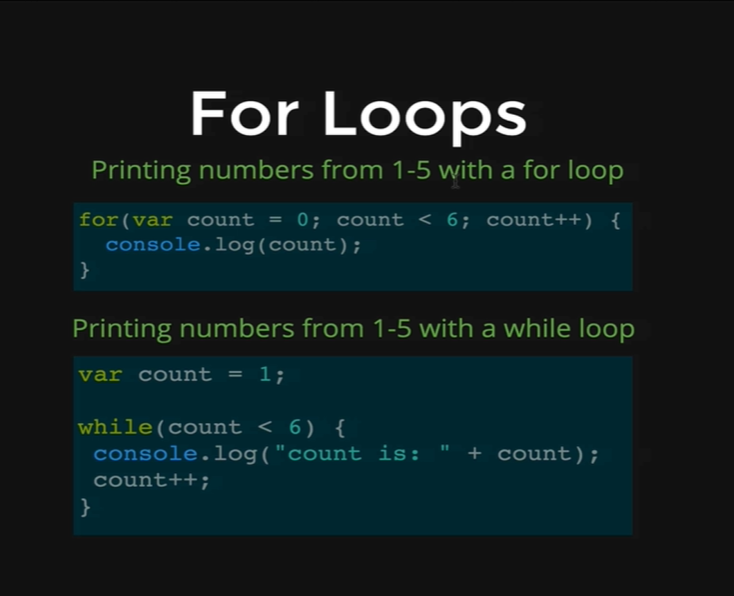 For Loops
Printing numbers from 1-5 with a for loop
for(var count = 0; count < 6; count++) {
  console.log(count);
}
Printing numbers from 1-5 with a while loop
var count = 1;
while(count < 6) {
 console.log("count is: " + count);
 count++;
}